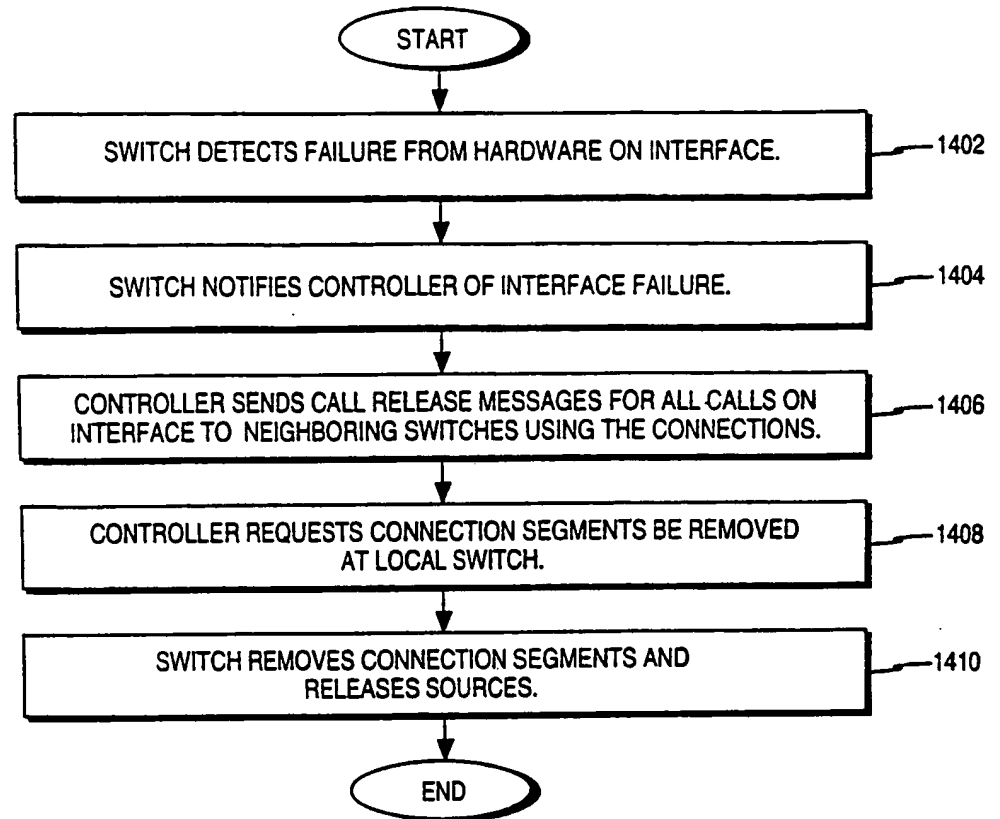 START
SWITCH DETECTS FAILURE FROM HARDWARE ON INTERFACE.
1402
SWITCH NOTIFIES CONTROLLER OF INTERFACE FAILURE.
1404
CONTROLLER SENDS CALL RELEASE MESSAGES FOR ALL CALLS ON
INTERFACE TO NEIGHBORING SWITCHES USING THE CONNECTIONS.
1406
CONTROLLER REQUESTS CONNECTION SEGMENTS BE REMOVED
AT LOCAL SWITCH.
1408
SWITCH REMOVES CONNECTION SEGMENTS AND
RELEASES SOURCES.
1410
END